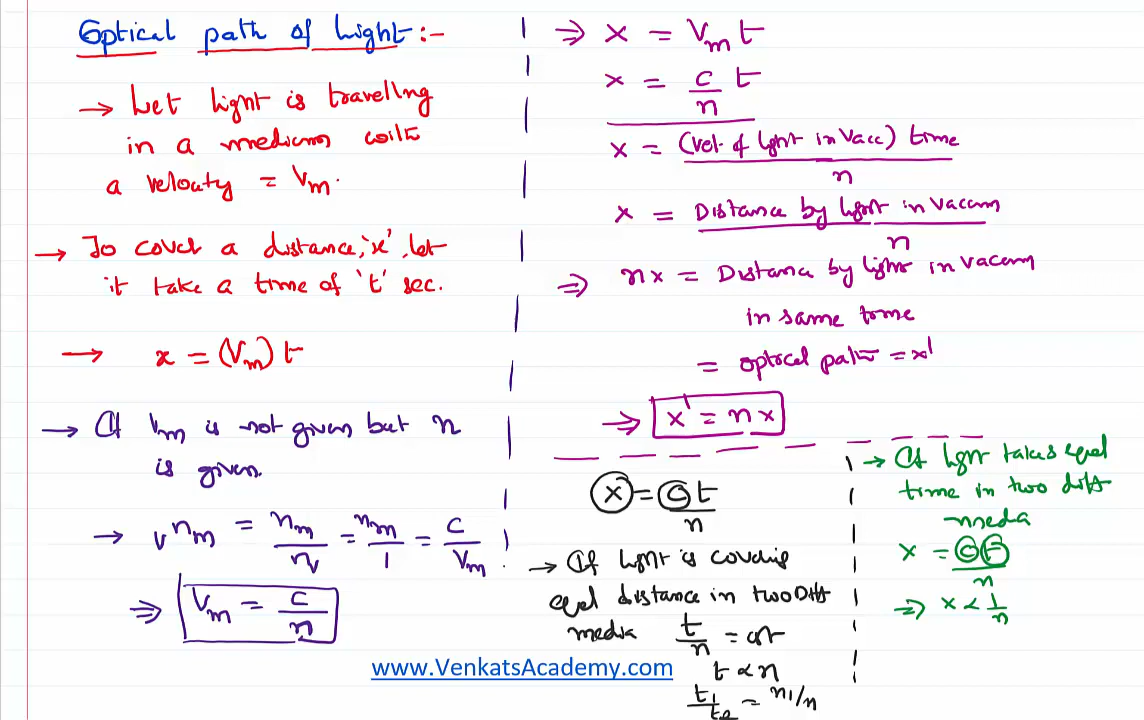 Optical path of light:-
→ Let light is travellng
in a medium with
a velocity = Vm.
→ To cover a distance, 'x', let
it take a time of 't' sec.
→ x = (Vm) t
→ If Vm is not given but n
is given.
→ vnm = nm/nv = nm/1 = c/Vm
⇒ Vm = c/n
⇒ x = Vm t
x = c/n t
x = (vel. of light in vacc) time / n
x = Distance by light in vaccum / n
⇒ nx = Distance by light in vaccum
in same time
= optical path = x'
⇒ x' = nx
x = ct/n
→ If light is coverig
equal distance in two Diff
media t/n = cst
t ∝ n
t1/t2 = n1/n
→ If light takes equal
time in two diff
media
x = ct/n
⇒ x ∝ 1/n
www.VenkatsAcademy.com